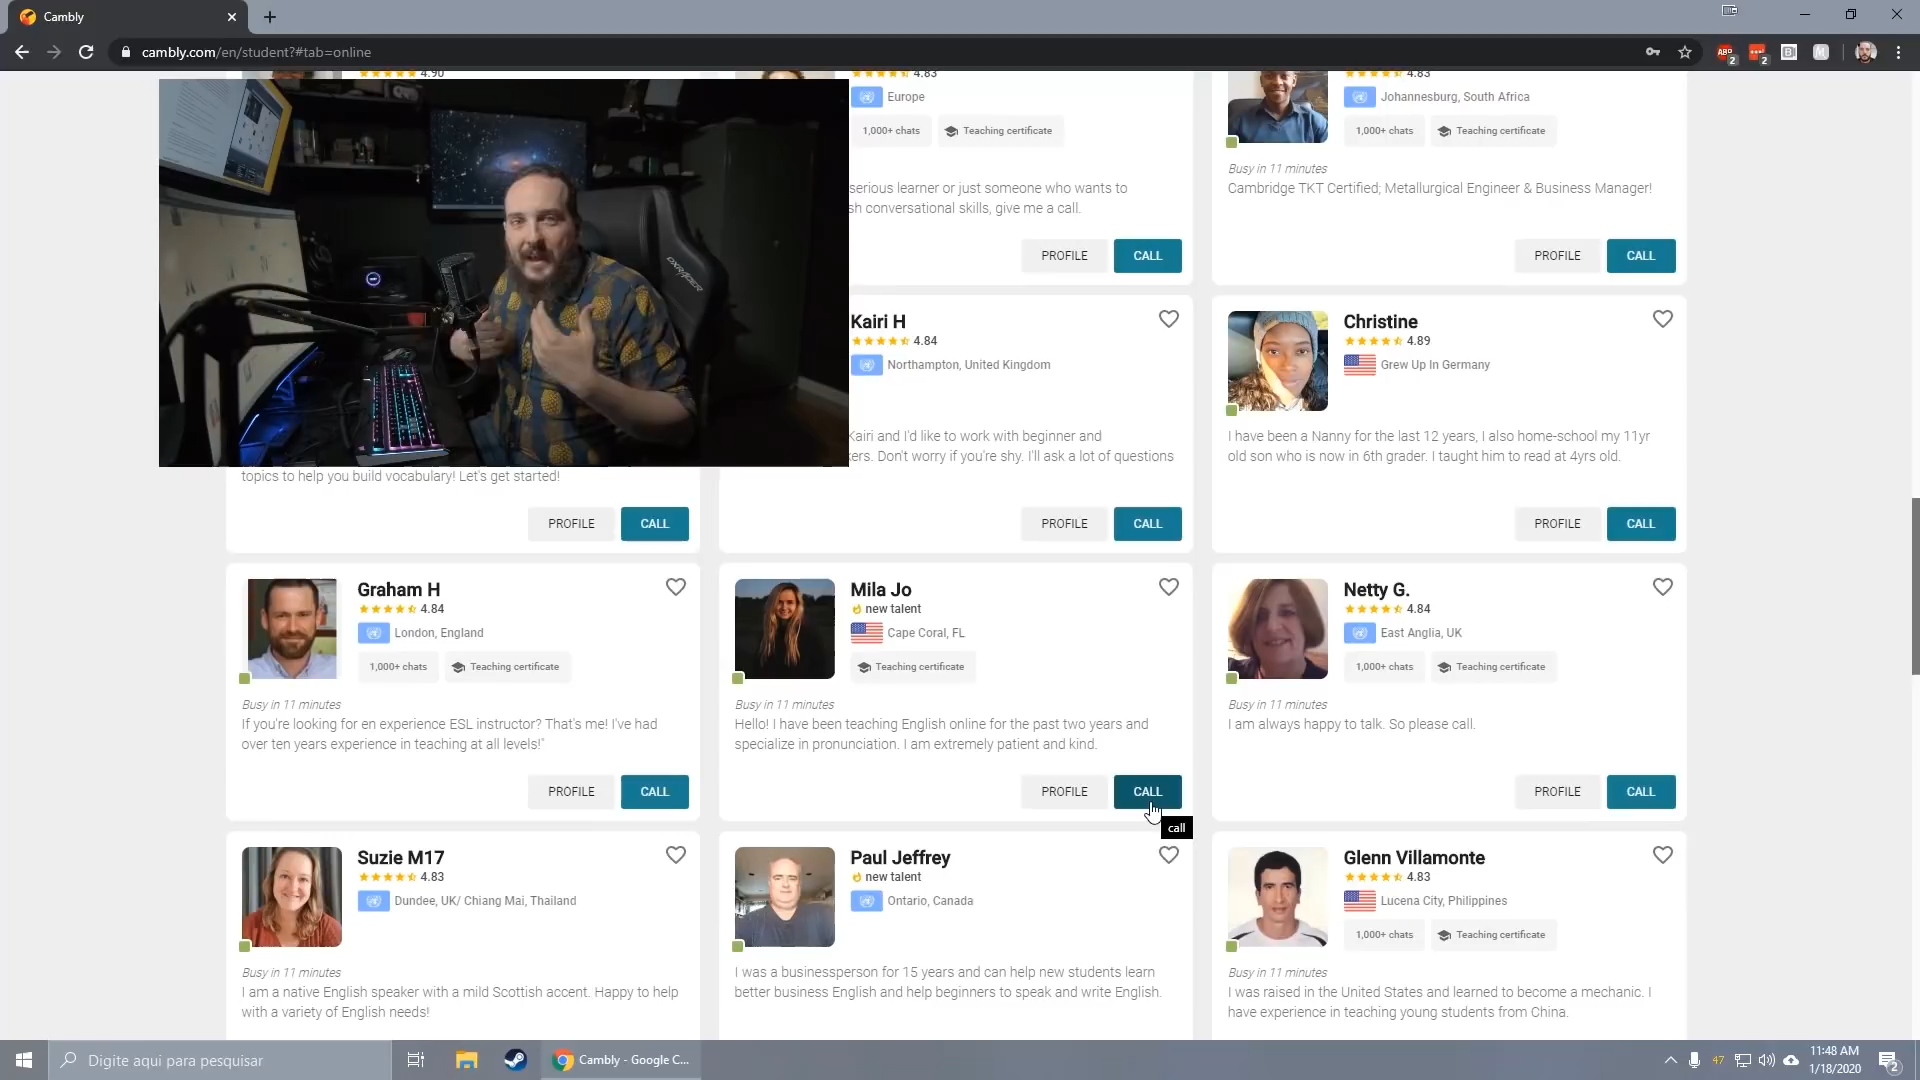 Cambly
cambly.com/en/student?#tab=online
4.90
4.83
Europe
1,000+ chats
Teaching certificate
serious learner or just someone who wants to
sh conversational skills, give me a call.
PROFILE
CALL
4.83
Johannesburg, South Africa
1,000+ chats
Teaching certificate
Busy in 11 minutes
Cambridge TKT Certified; Metallurgical Engineer & Business Manager!
PROFILE
CALL
DXRACER
topics to help you build vocabulary! Let's get started!
PROFILE
CALL
Kairi H
4.84
Northampton, United Kingdom
Kairi and I'd like to work with beginner and
kers. Don't worry if you're shy. I'll ask a lot of questions
PROFILE
CALL
Christine
4.89
Grew Up In Germany
I have been a Nanny for the last 12 years, I also home-school my 11yr
old son who is now in 6th grader. I taught him to read at 4yrs old.
PROFILE
CALL
Graham H
4.84
London, England
1,000+ chats
Teaching certificate
Busy in 11 minutes
If you're looking for en experience ESL instructor? That's me! I've had
over ten years experience in teaching at all levels!"
PROFILE
CALL
Mila Jo
new talent
Cape Coral, FL
Teaching certificate
Busy in 11 minutes
Hello! I have been teaching English online for the past two years and
specialize in pronunciation. I am extremely patient and kind.
PROFILE
CALL
call
Netty G.
4.84
East Anglia, UK
1,000+ chats
Teaching certificate
Busy in 11 minutes
I am always happy to talk. So please call.
PROFILE
CALL
Suzie M17
4.83
Dundee, UK/ Chiang Mai, Thailand
Busy in 11 minutes
I am a native English speaker with a mild Scottish accent. Happy to help
with a variety of English needs!
Paul Jeffrey
new talent
Ontario, Canada
I was a businessperson for 15 years and can help new students learn
better business English and help beginners to speak and write English.
Glenn Villamonte
4.83
Lucena City, Philippines
1,000+ chats
Teaching certificate
Busy in 11 minutes
I was raised in the United States and learned to become a mechanic. I
have experience in teaching young students from China.
Digite aqui para pesquisar
Cambly - Google C...
47
11:48 AM
1/18/2020
2